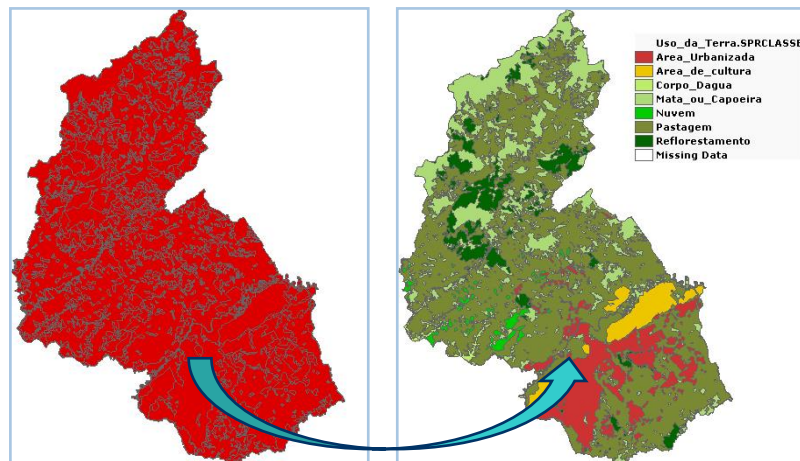 Uso_da_Terra.SPRCLASSE
Area_Urbanizada
Area_de_cultura
Corpo_Dagua
Mata_ou_Capoeira
Nuvem
Pastagem
Reflorestamento
Missing Data